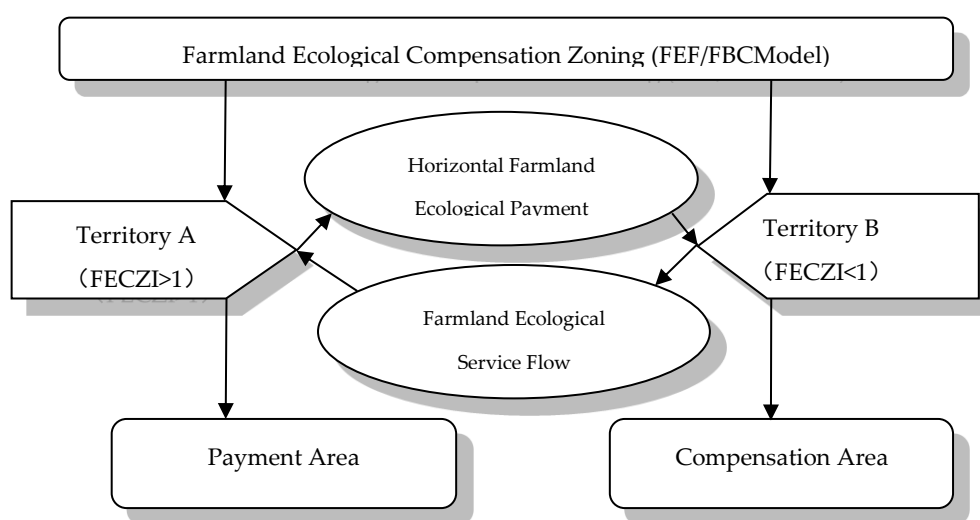 Farmland Ecological Compensation Zoning (FEF/FBCModel)
Horizontal Farmland
Ecological Payment
Territory A
（FECZI>1）
Territory B
（FECZI<1）
Farmland Ecological
Service Flow
Payment Area
Compensation Area